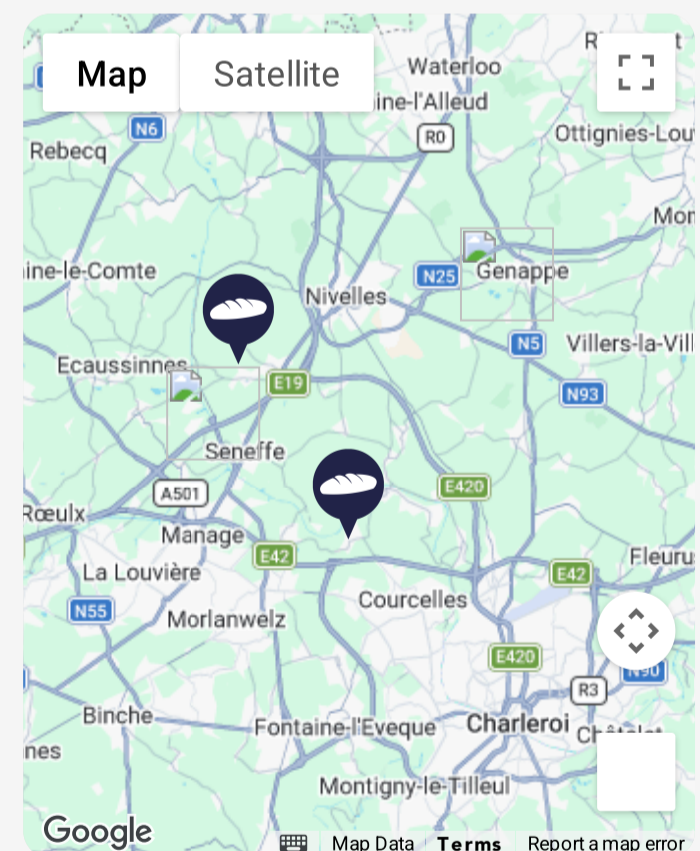 Map
Satellite
Waterloo
ine-l'Alleud
N6
R0
Ottignies-Lou
Rebecq
Mon
ine-le-Comte
N25
Genappe
Nivelles
N5
Villers-la-Vill
Ecaussinnes
E19
N93
Seneffe
A501
E420
Rœulx
Manage
E42
Fleuru
La Louvière
E42
Courcelles
N55
Morlanwelz
E420
N90
R3
Binche
Fontaine-l'Eveque
Charleroi
Châtelet
nes
Montigny-le-Tilleul
Google
Map Data
Terms
Report a map error